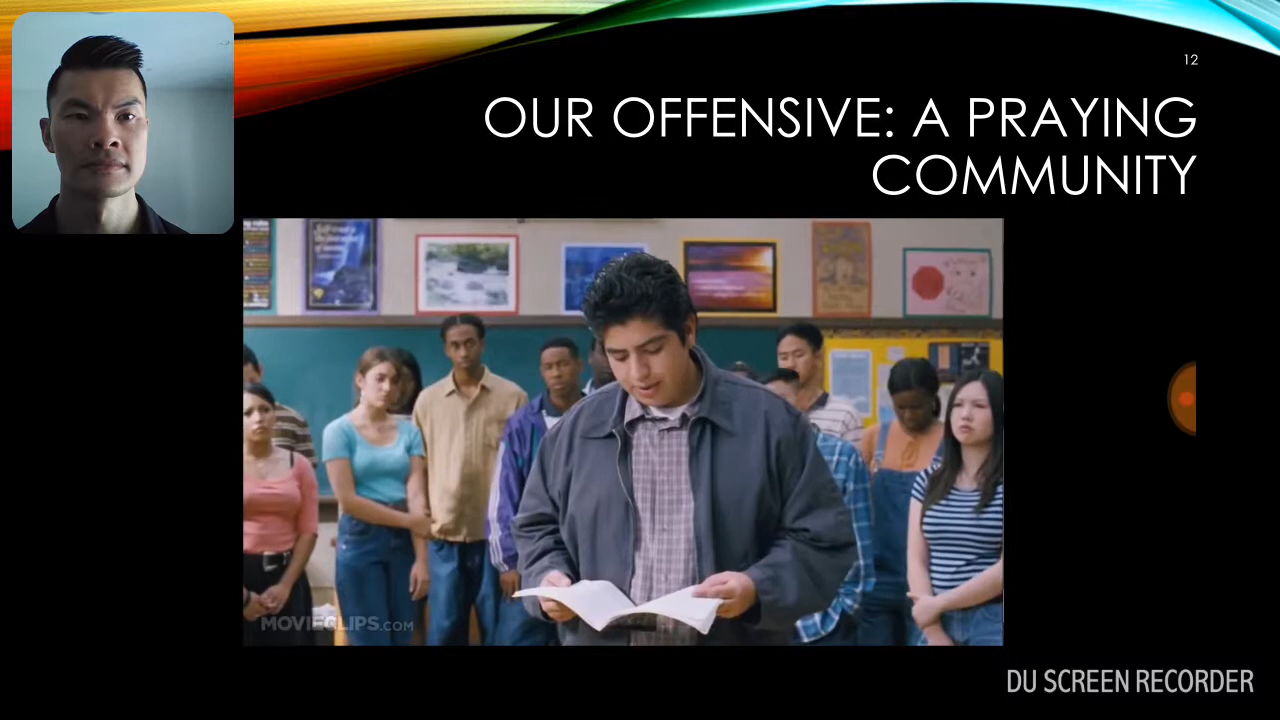 12
OUR OFFENSIVE: A PRAYING
COMMUNITY
MOVIECLIPS.COM
DU SCREEN RECORDER